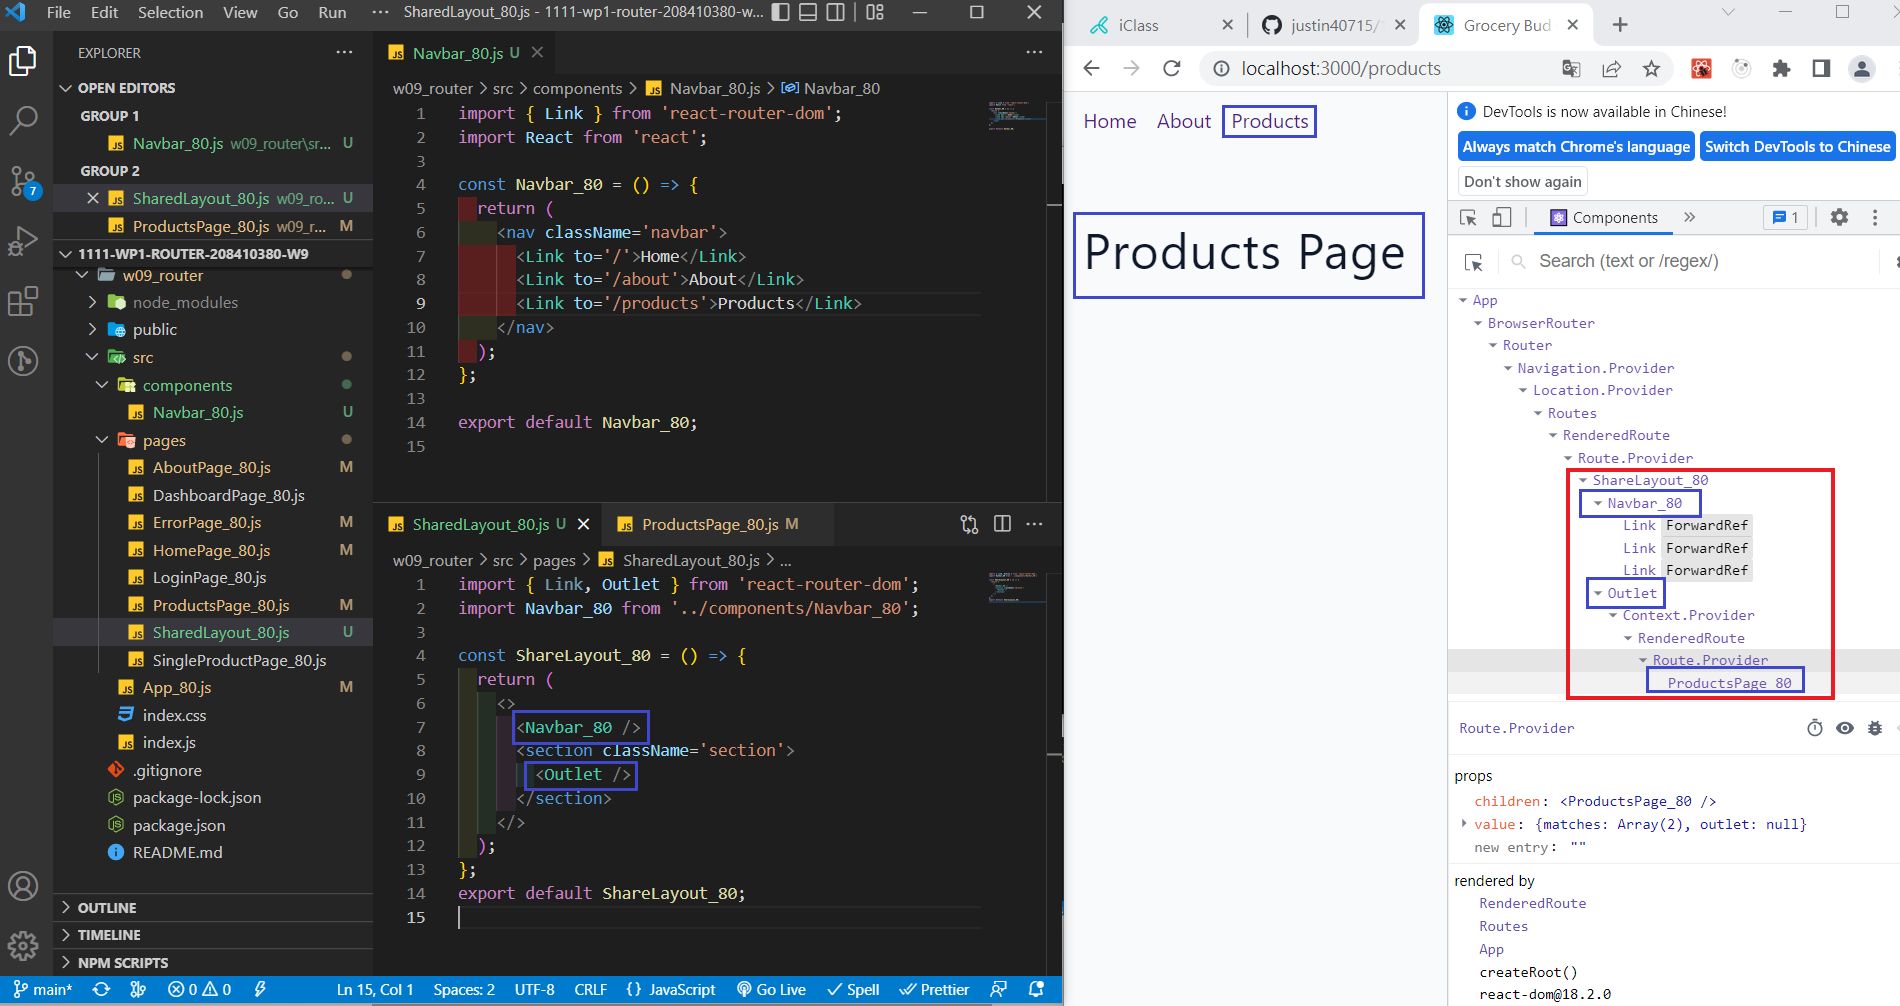 File Edit Selection View Go Run ··· SharedLayout_80.js - 1111-wp1-router-208410380-w...
EXPLORER ···
OPEN EDITORS
GROUP 1
Navbar_80.js w09_router\sr... U
GROUP 2
SharedLayout_80.js w09_ro... U
ProductsPage_80.js w09_r... M
1111-WP1-ROUTER-208410380-W9
w09_router
node_modules
public
src
components
Navbar_80.js U
pages
AboutPage_80.js M
DashboardPage_80.js
ErrorPage_80.js M
HomePage_80.js M
LoginPage_80.js
ProductsPage_80.js M
SharedLayout_80.js U
SingleProductPage_80.js
App_80.js M
index.css
index.js
.gitignore
package-lock.json
package.json
README.md
OUTLINE
TIMELINE
NPM SCRIPTS
7
Navbar_80.js U
w09_router > src > components > JS Navbar_80.js > Navbar_80
1 import { Link } from 'react-router-dom';
2 import React from 'react';
3
4 const Navbar_80 = () => {
5 return (
6 <nav className='navbar'>
7 <Link to='/'>Home</Link>
8 <Link to='/about'>About</Link>
9 <Link to='/products'>Products</Link>
10 </nav>
11 );
12 };
13
14 export default Navbar_80;
15
SharedLayout_80.js U ProductsPage_80.js M
w09_router > src > pages > JS SharedLayout_80.js > ...
1 import { Link, Outlet } from 'react-router-dom';
2 import Navbar_80 from '../components/Navbar_80';
3
4 const ShareLayout_80 = () => {
5 return (
6 <>
7 <Navbar_80 />
8 <section className='section'>
9 <Outlet />
10 </section>
11 </>
12 );
13 };
14 export default ShareLayout_80;
15
main* 0 0 Ln 15, Col 1 Spaces: 2 UTF-8 CRLF {} JavaScript Go Live Spell Prettier
iClass justin40715/ Grocery Bud
localhost:3000/products
Home About Products
Products Page
DevTools is now available in Chinese!
Always match Chrome's language Switch DevTools to Chinese
Don't show again
Components » 1
Search (text or /regex/)
App
BrowserRouter
Router
Navigation.Provider
Location.Provider
Routes
RenderedRoute
Route.Provider
ShareLayout_80
Navbar_80
Link ForwardRef
Link ForwardRef
Link ForwardRef
Outlet
Context.Provider
RenderedRoute
Route.Provider
ProductsPage_80
Route.Provider
props
children: <ProductsPage_80 />
value: {matches: Array(2), outlet: null}
new entry: ""
rendered by
RenderedRoute
Routes
App
createRoot()
react-dom@18.2.0